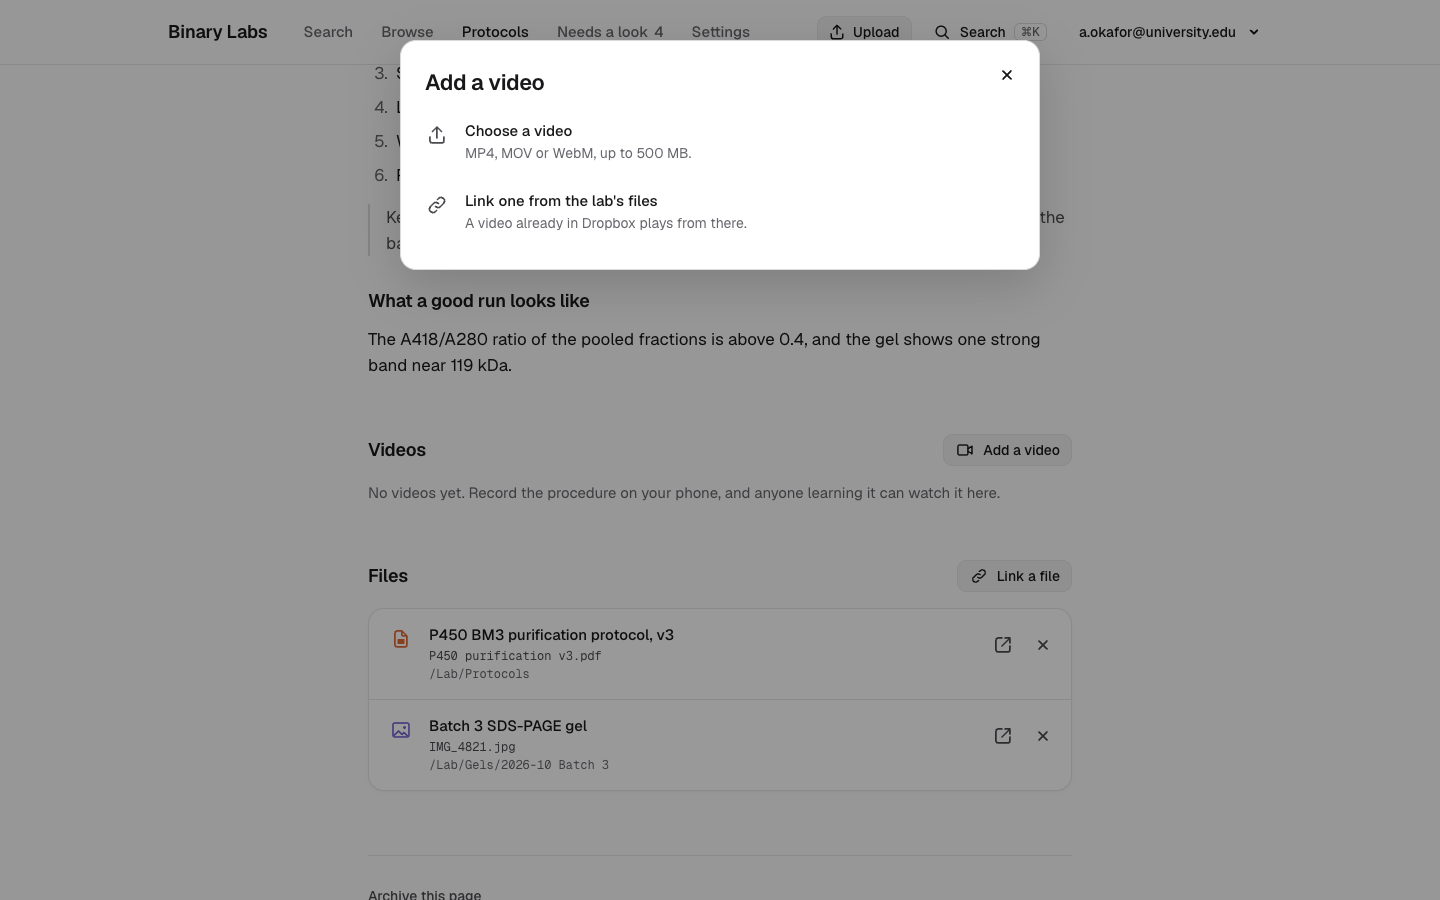 Binary Labs Search Browse Protocols Needs a look 4 Settings Upload Search ⌘K a.okafor@university.edu
Add a video
Choose a video
MP4, MOV or WebM, up to 500 MB.
Link one from the lab's files
A video already in Dropbox plays from there.
3.
4.
5.
6.
the
What a good run looks like
The A418/A280 ratio of the pooled fractions is above 0.4, and the gel shows one strong
band near 119 kDa.
Videos Add a video
No videos yet. Record the procedure on your phone, and anyone learning it can watch it here.
Files Link a file
P450 BM3 purification protocol, v3
P450 purification v3.pdf
/Lab/Protocols
Batch 3 SDS-PAGE gel
IMG_4821.jpg
/Lab/Gels/2026-10 Batch 3
Archive this page